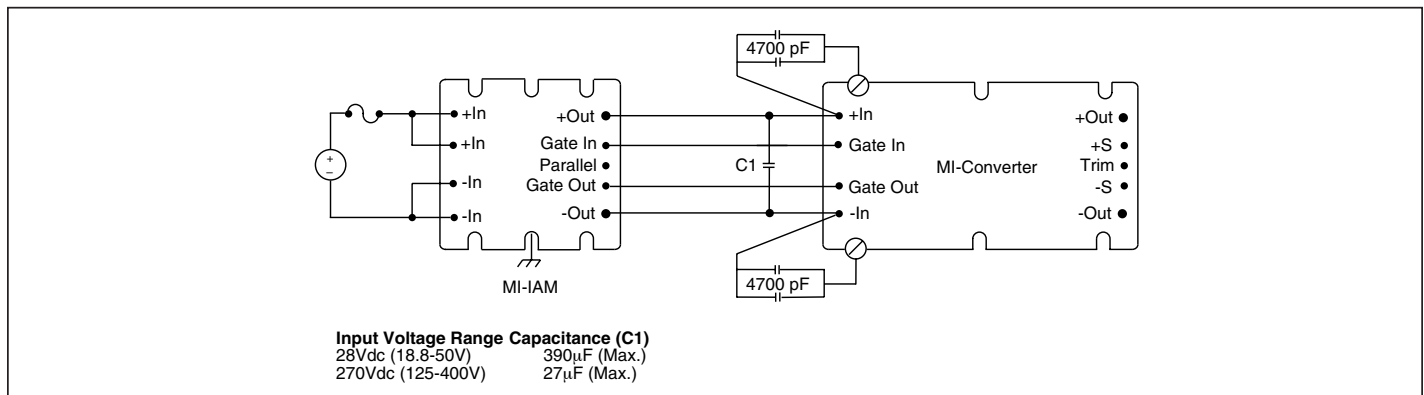 4700 pF
+In
+In
-In
-In
+Out
Gate In
Parallel
Gate Out
-Out
MI-IAM
C1
+In
Gate In
Gate Out
-In
MI-Converter
+Out
+S
Trim
-S
-Out
4700 pF
+
–
Input Voltage Range Capacitance (C1)
28Vdc (18.8-50V) 390µF (Max.)
270Vdc (125-400V) 27µF (Max.)